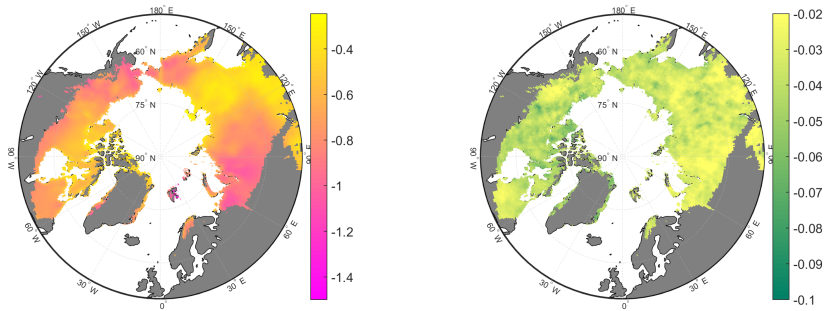 180° E
150° W
120° W
90° W
60° W
30° W
0°
30° E
60° E
90° E
120° E
150° E
60° N
75° N
90° N
-0.4
-0.6
-0.8
-1
-1.2
-1.4
180° E
150° W
120° W
90° W
60° W
30° W
0°
30° E
60° E
90° E
120° E
150° E
60° N
75° N
90° N
-0.02
-0.03
-0.04
-0.05
-0.06
-0.07
-0.08
-0.09
-0.1